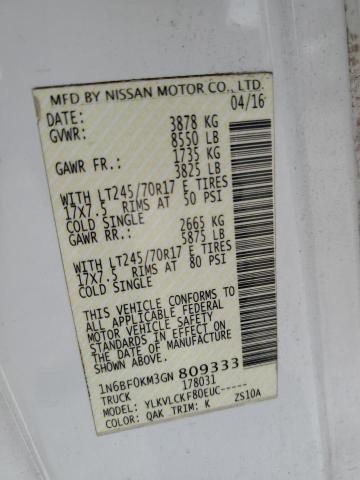 MFD BY NISSAN MOTOR CO., LTD.
DATE: 04/16
GVWR: 3878 KG
8550 LB
GAWR FR.: 1735 KG
3825 LB
WITH LT245/70R17 E TIRES
17X7.5 RIMS AT 50 PSI
COLD SINGLE
GAWR RR.: 2665 KG
5875 LB
WITH LT245/70R17 E TIRES
17X7.5 RIMS AT 80 PSI
COLD SINGLE
THIS VEHICLE CONFORMS TO
ALL APPLICABLE FEDERAL
MOTOR VEHICLE SAFETY
STANDARDS IN EFFECT ON
THE DATE OF MANUFACTURE
SHOWN ABOVE.
1N6BF0KM3GN 809333
TRUCK 178031
MODEL: YLKVLCKF80EUC-----
COLOR: QAK TRIM: K ZS10A